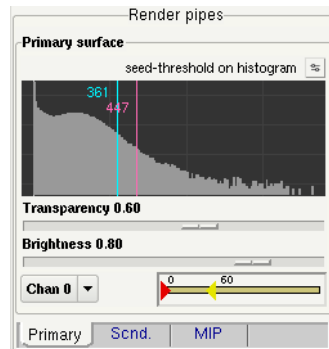 Render pipes
Primary surface
seed-threshold on histogram
361
447
Transparency 0.60
Brightness 0.80
Chan 0
0 60
Primary Scnd. MIP